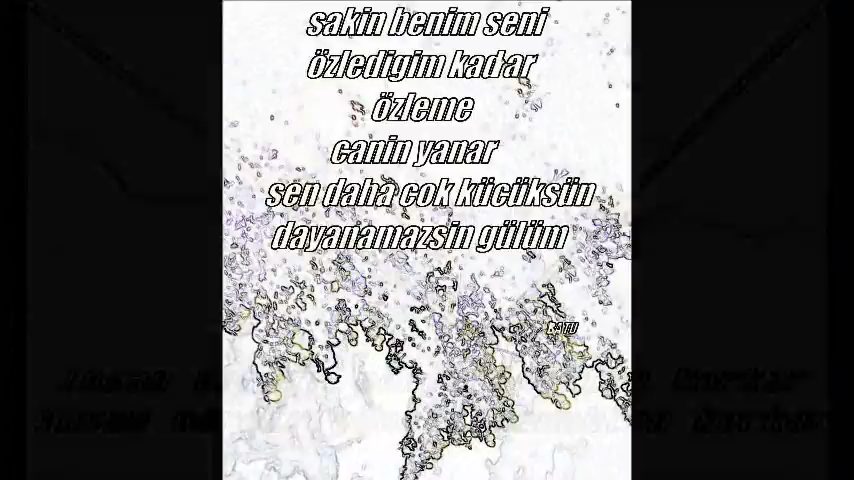 sakin benim seni
özledigim kadar
özleme
canin yanar
sen daha cok kücüksün
dayanamazsin gülüm